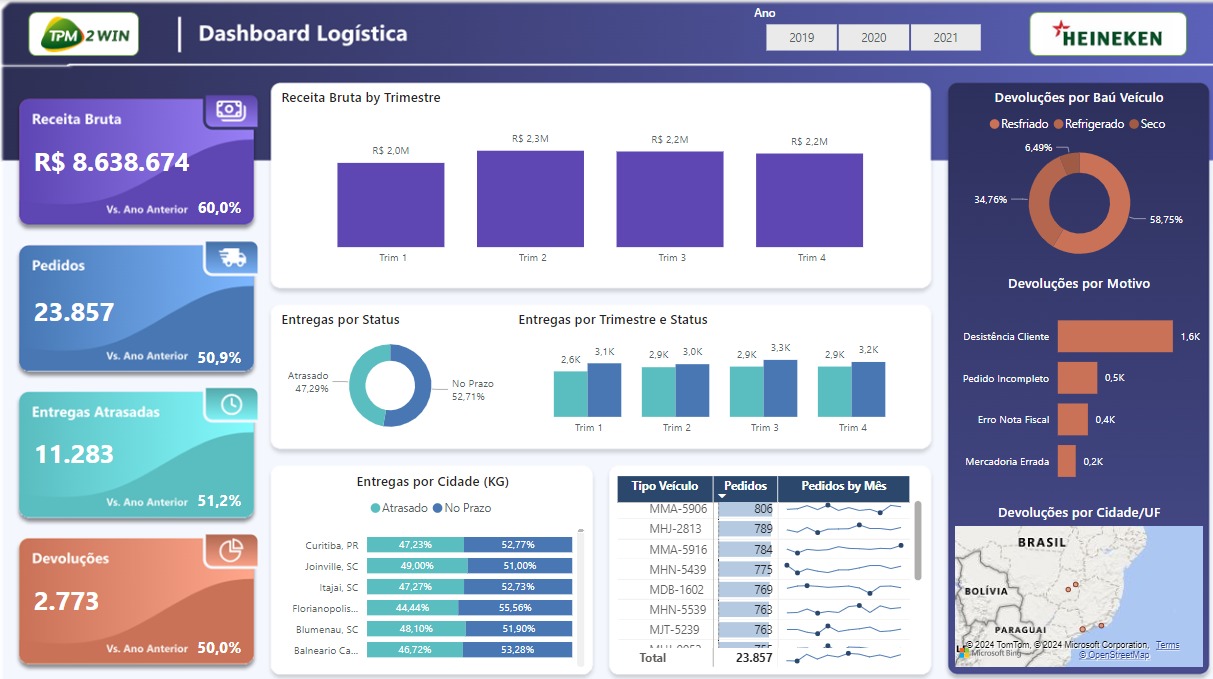 TPM 2 WIN
Dashboard Logística
Ano
2019 2020 2021
HEINEKEN
Receita Bruta
R$ 8.638.674
Vs. Ano Anterior 60,0%
Pedidos
23.857
Vs. Ano Anterior 50,9%
Entregas Atrasadas
11.283
Vs. Ano Anterior 51,2%
Devoluções
2.773
Vs. Ano Anterior 50,0%
Receita Bruta by Trimestre
R$ 2,0M R$ 2,3M R$ 2,2M R$ 2,2M
Trim 1 Trim 2 Trim 3 Trim 4
Entregas por Status
Atrasado
47,29%
No Prazo
52,71%
Entregas por Trimestre e Status
2,6K 3,1K 2,9K 3,0K 2,9K 3,3K 2,9K 3,2K
Trim 1 Trim 2 Trim 3 Trim 4
Entregas por Cidade (KG)
Atrasado No Prazo
Curitiba, PR 47,23% 52,77%
Joinville, SC 49,00% 51,00%
Itajai, SC 47,27% 52,73%
Florianopolis... 44,44% 55,56%
Blumenau, SC 48,10% 51,90%
Balneario Ca... 46,72% 53,28%
Tipo Veículo Pedidos Pedidos by Mês
MMA-5906 806
MHJ-2813 789
MMA-5916 784
MHN-5439 775
MDB-1602 769
MHN-5539 763
MJT-5239 763
Total 23.857
Devoluções por Baú Veículo
Resfriado Refrigerado Seco
6,49%
34,76%
58,75%
Devoluções por Motivo
Desistência Cliente 1,6K
Pedido Incompleto 0,5K
Erro Nota Fiscal 0,4K
Mercadoria Errada 0,2K
Devoluções por Cidade/UF
BRASIL
BOLÍVIA
PARAGUAI
© 2024 TomTom, © 2024 Microsoft Corporation, Terms
Microsoft Bing © OpenStreetMap